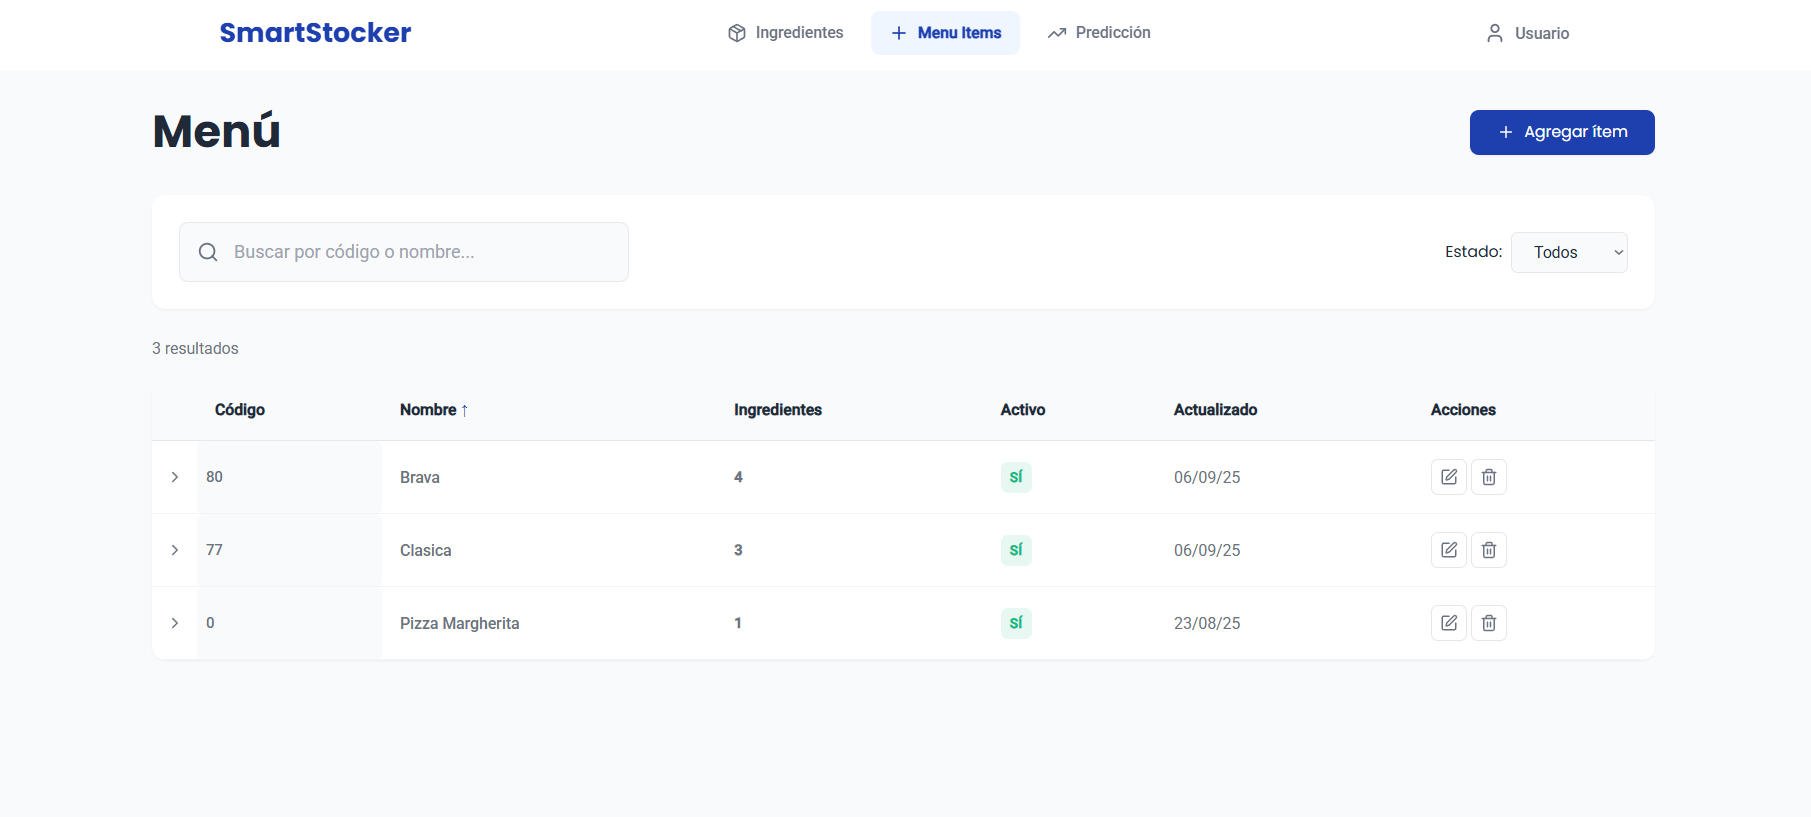 SmartStocker
Ingredientes
Menu Items
Predicción
Usuario
Menú
Agregar ítem
Buscar por código o nombre...
Estado: Todos
3 resultados
Código Nombre ↑ Ingredientes Activo Actualizado Acciones
80 Brava 4 SÍ 06/09/25
77 Clasica 3 SÍ 06/09/25
0 Pizza Margherita 1 SÍ 23/08/25